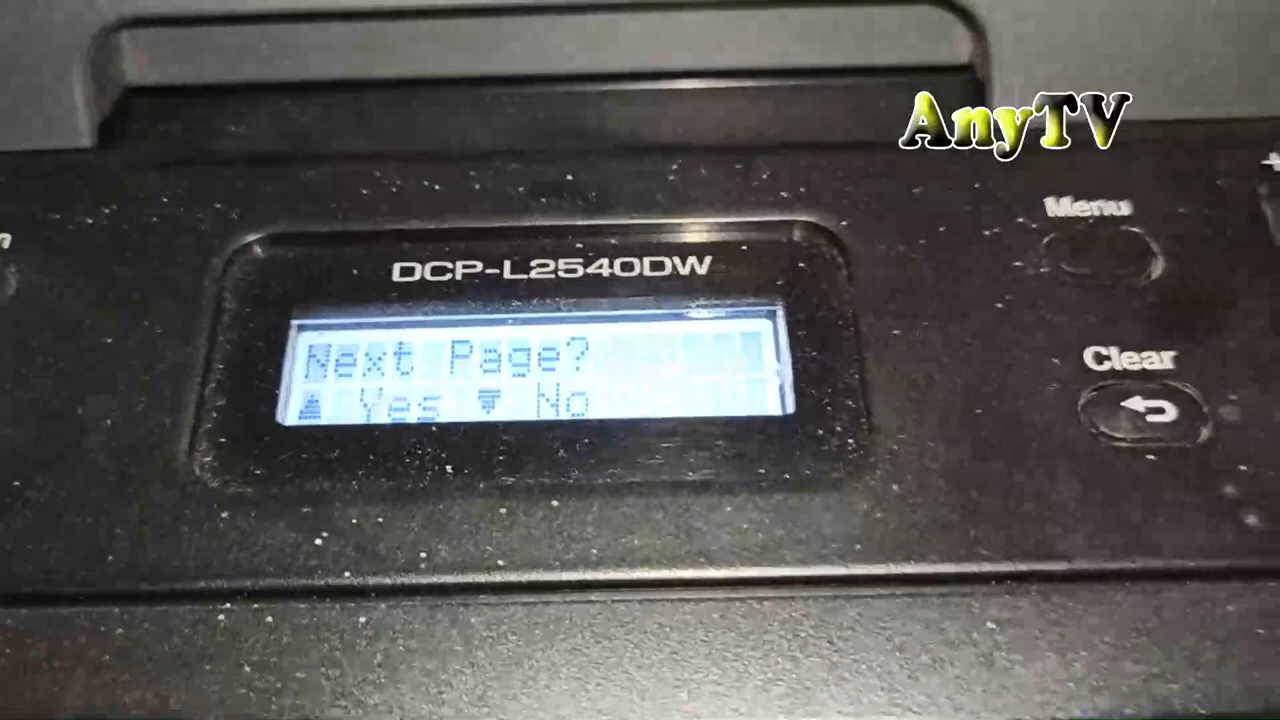 AnyTV
Menu
DCP-L2540DW
Next Page?
▲ Yes ▼ No
Clear